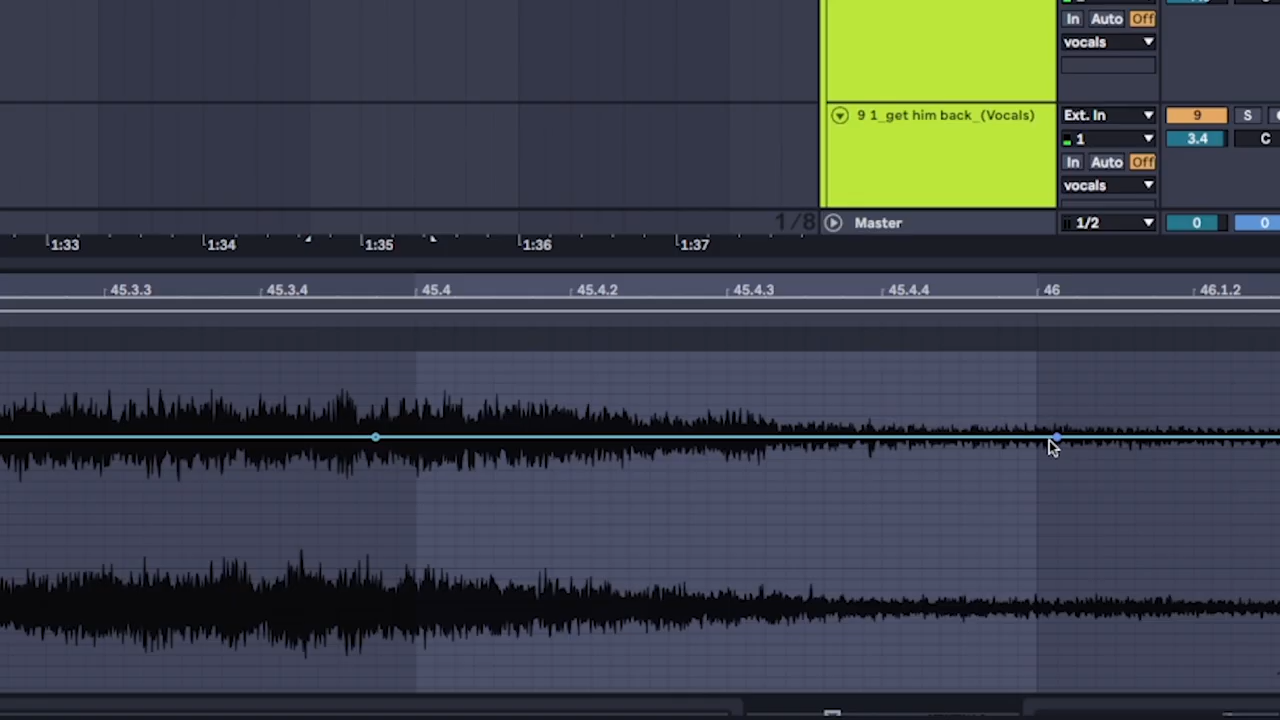 In Auto Off
vocals
9 1_get him back_(Vocals) Ext. In 9 S
1 3.4 C
In Auto Off
vocals
1/8 Master 1/2 0 0
1:33 1:34 1:35 1:36 1:37
45.3.3 45.3.4 45.4 45.4.2 45.4.3 45.4.4 46 46.1.2